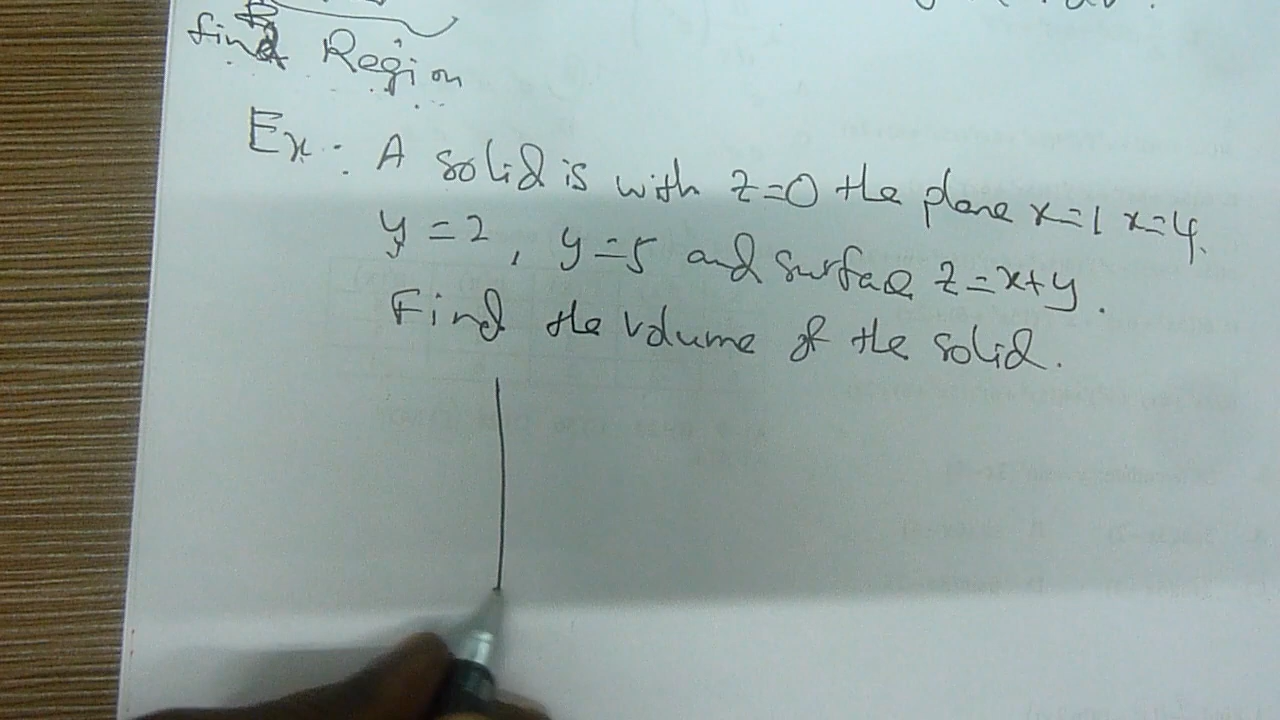 find Region
Ex: A solid is with z=0 the plane x=1 x=4.
y=2, y=5 and surface z=x+y.
Find the volume of the solid.